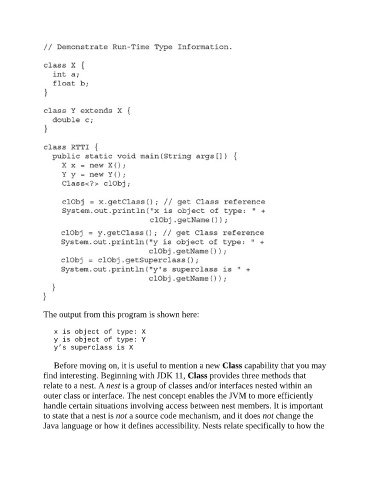 // Demonstrate Run-Time Type Information.
class X {
int a;
float b;
}
class Y extends X {
double c;
}
class RTTI {
public static void main(String args[]) {
X x = new X();
Y y = new Y();
Class<?> clObj;
clObj = x.getClass(); // get Class reference
System.out.println("x is object of type: " +
clObj.getName());
clObj = y.getClass(); // get Class reference
System.out.println("y is object of type: " +
clObj.getName());
clObj = clObj.getSuperclass();
System.out.println("y's superclass is " +
clObj.getName());
}
}
The output from this program is shown here:
x is object of type: X
y is object of type: Y
y's superclass is X
Before moving on, it is useful to mention a new Class capability that you may
find interesting. Beginning with JDK 11, Class provides three methods that
relate to a nest. A nest is a group of classes and/or interfaces nested within an
outer class or interface. The nest concept enables the JVM to more efficiently
handle certain situations involving access between nest members. It is important
to state that a nest is not a source code mechanism, and it does not change the
Java language or how it defines accessibility. Nests relate specifically to how the